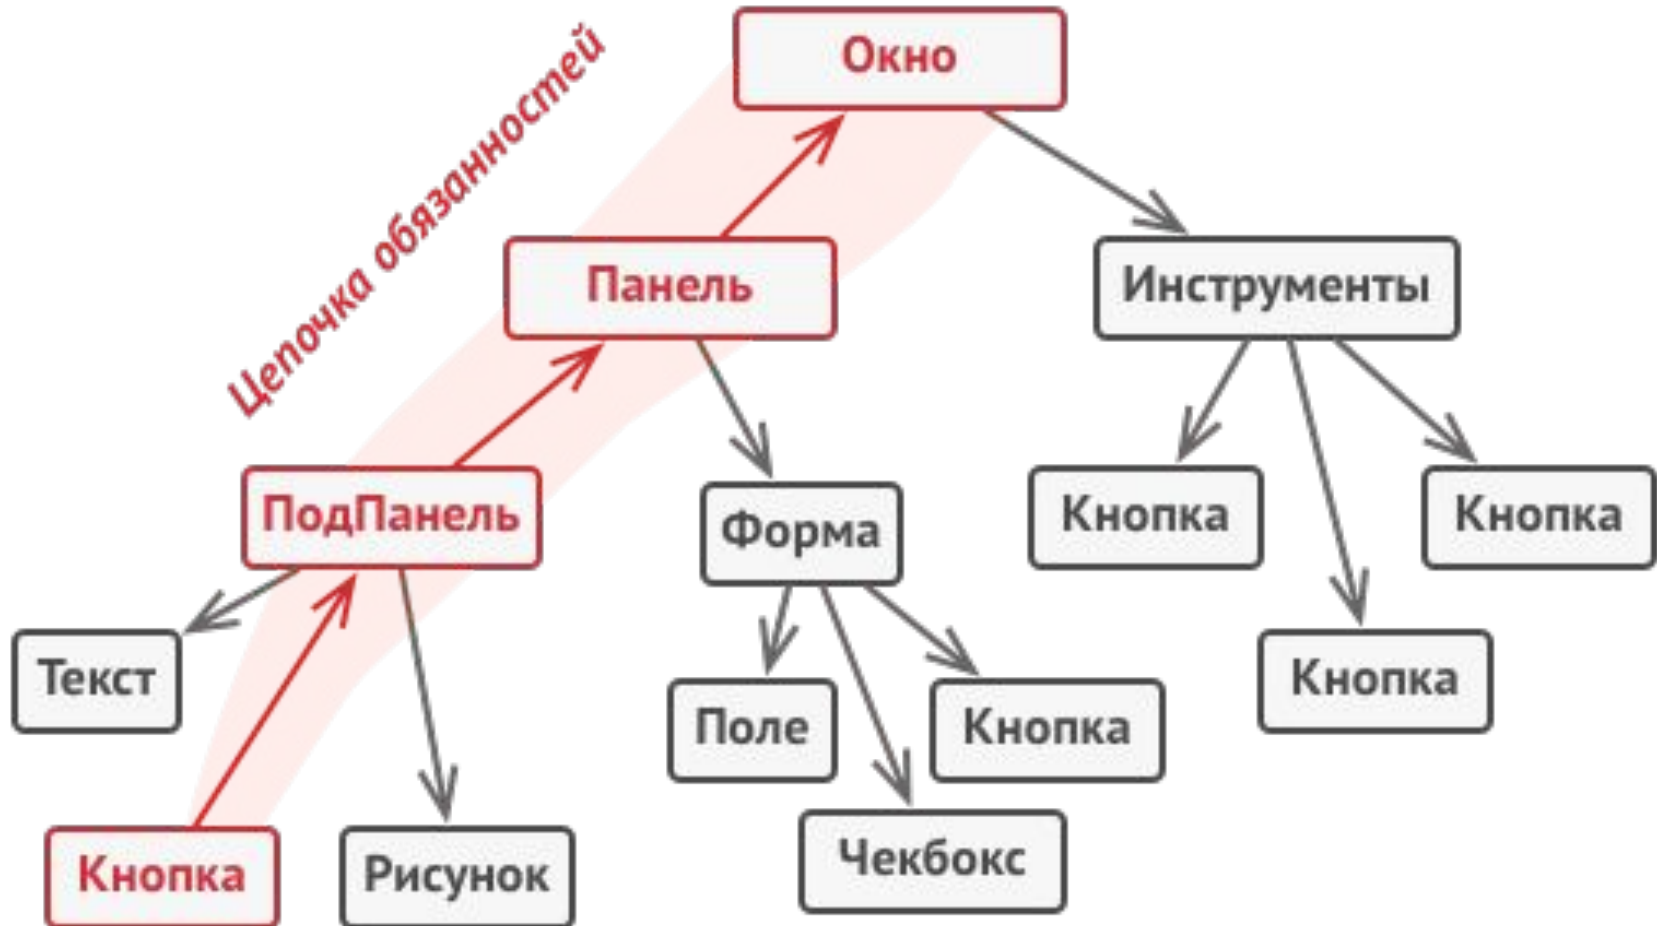 Окно
Цепочка обязанностей
Панель
Инструменты
ПодПанель
Форма
Кнопка
Кнопка
Текст
Поле
Кнопка
Кнопка
Кнопка
Рисунок
Чекбокс